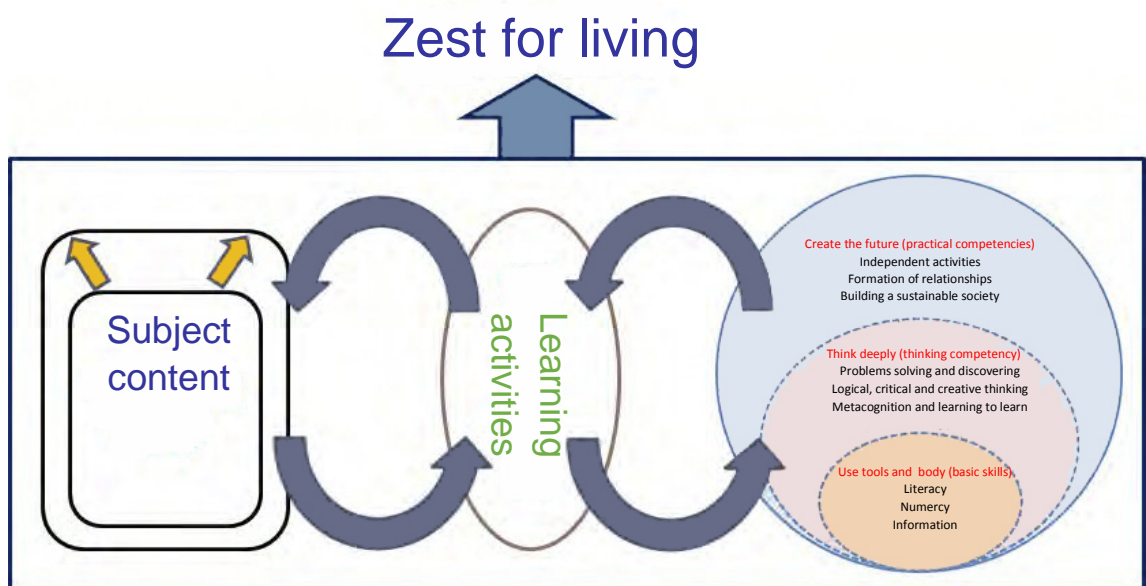 Zest for living
Subject
content
Learning
activities
Create the future (practical competencies)
Independent activities
Formation of relationships
Building a sustainable society
Think deeply (thinking competency)
Problems solving and discovering
Logical, critical and creative thinking
Metacognition and learning to learn
Use tools and  body (basic skills)
Literacy
Numercy
Information